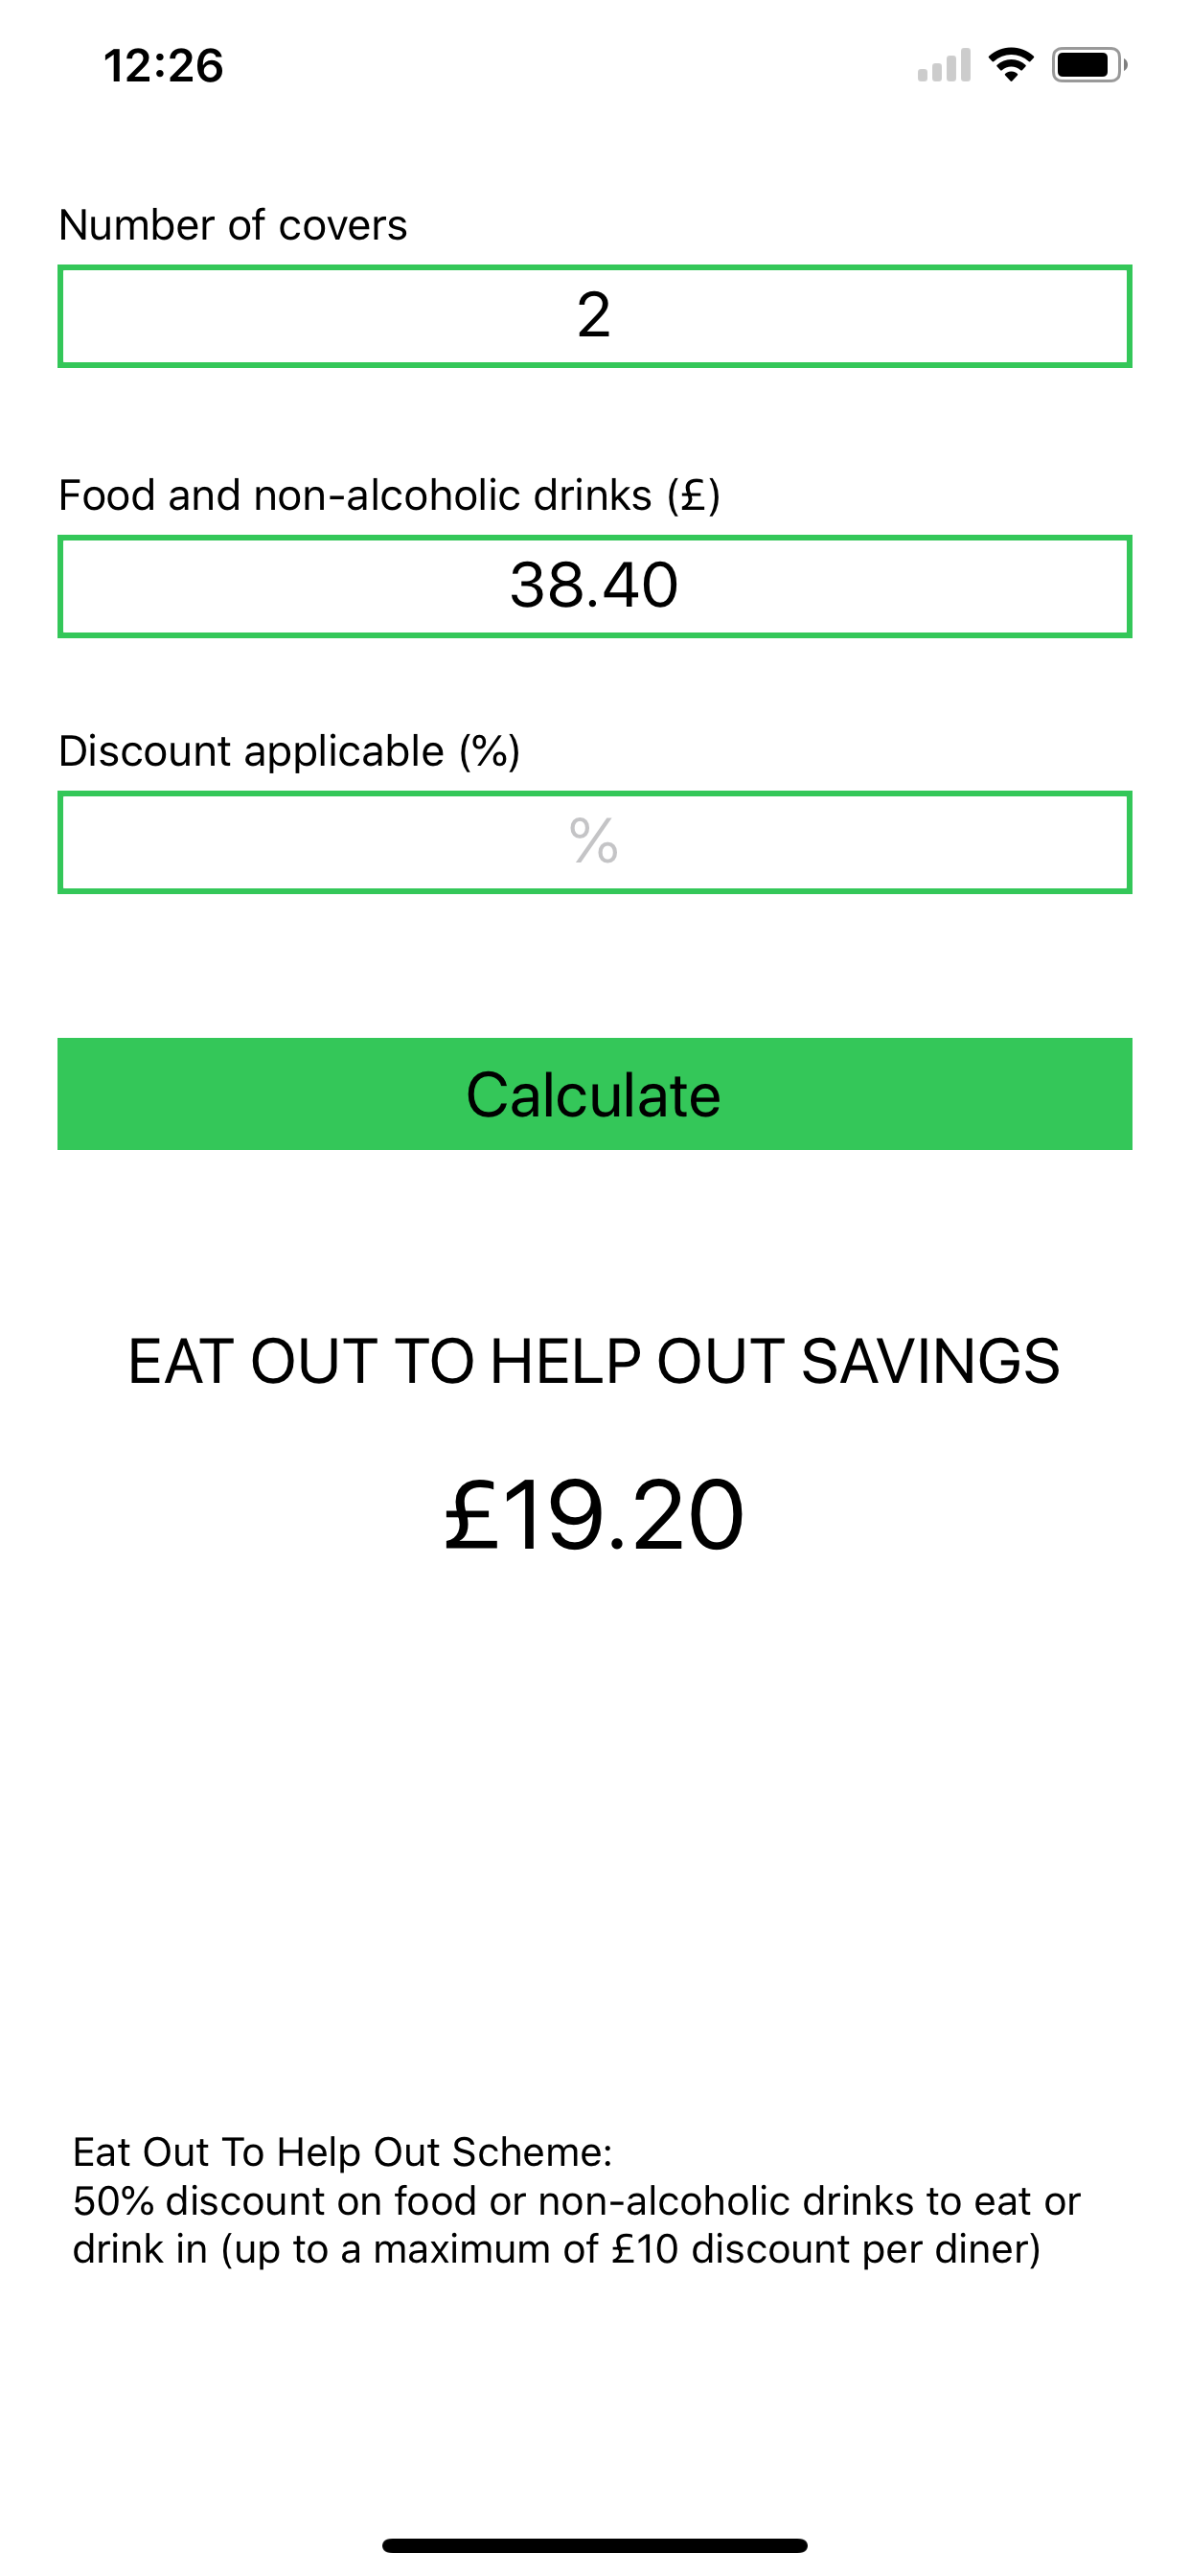 12:26
Number of covers
2
Food and non-alcoholic drinks (£)
38.40
Discount applicable (%)
%
Calculate
EAT OUT TO HELP OUT SAVINGS
£19.20
Eat Out To Help Out Scheme:
50% discount on food or non-alcoholic drinks to eat or
drink in (up to a maximum of £10 discount per diner)